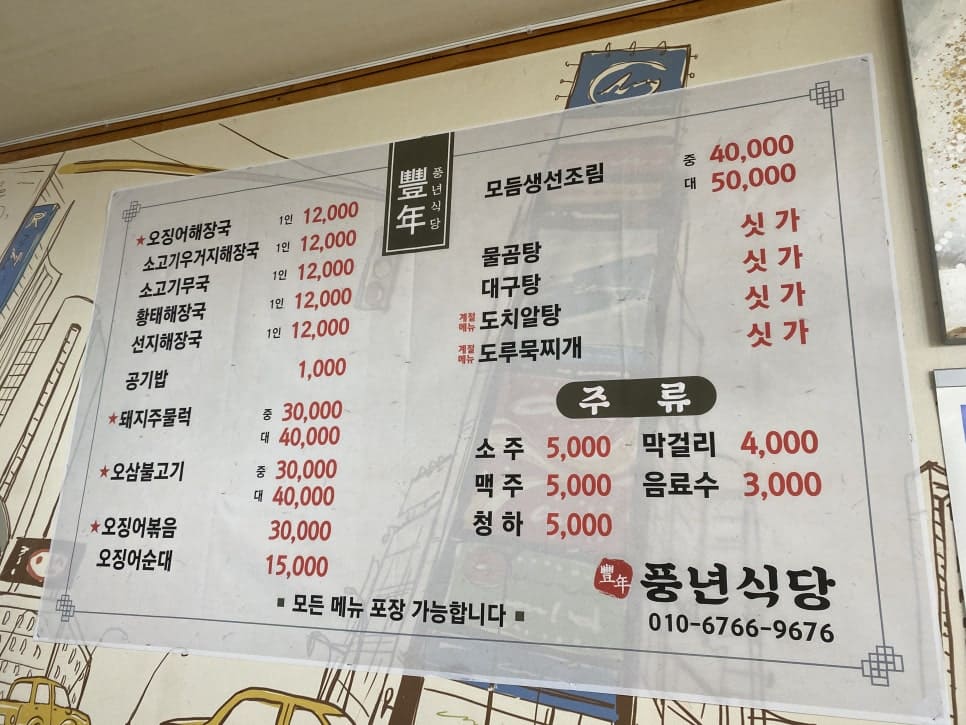 豐年
풍년식당
★오징어해장국 1인 12,000
소고기우거지해장국 1인 12,000
소고기무국 1인 12,000
황태해장국 1인 12,000
선지해장국 1인 12,000
공기밥 1,000
★돼지주물럭 중 30,000
대 40,000
★오삼불고기 중 30,000
대 40,000
★오징어볶음 30,000
오징어순대 15,000
모듬생선조림 중 40,000
대 50,000
물곰탕 싯가
대구탕 싯가
계절메뉴 도치알탕 싯가
계절메뉴 도루묵찌개 싯가
주류
소주 5,000 막걸리 4,000
맥주 5,000 음료수 3,000
청하 5,000
■ 모든 메뉴 포장 가능합니다 ■
豐年 풍년식당
010-6766-9676